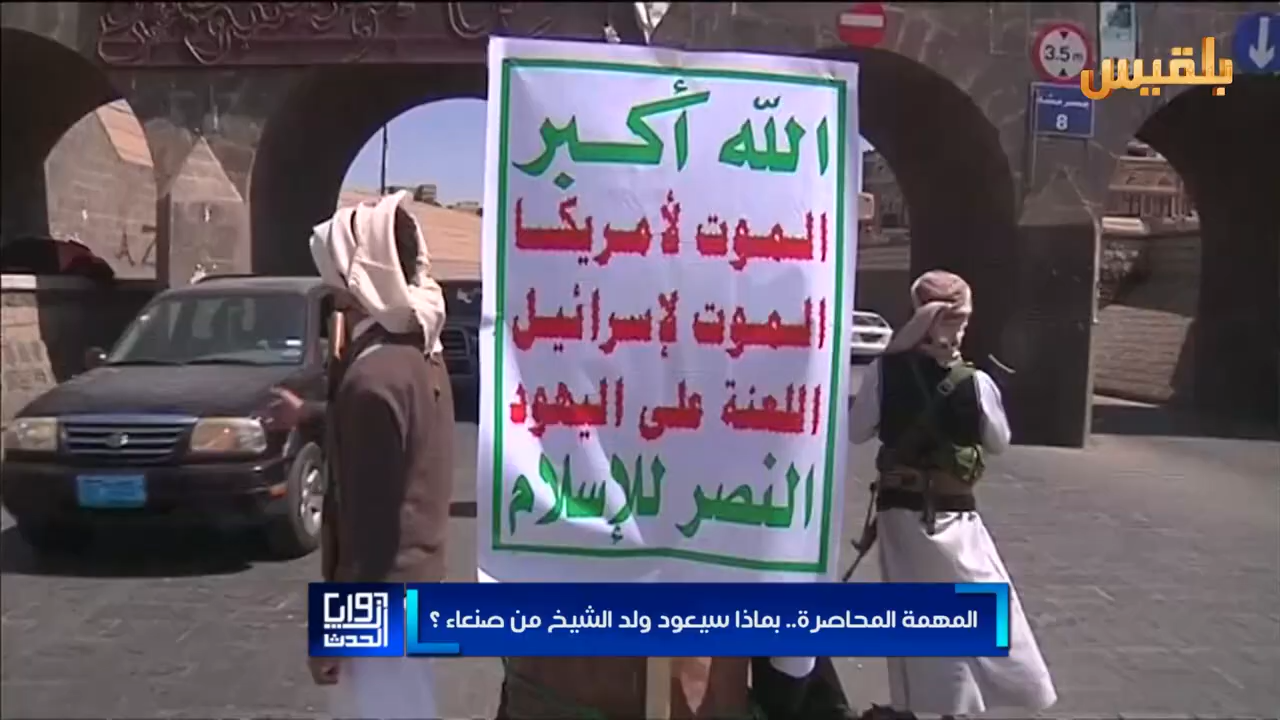 بلقيس
3.5 m
8
الله أكبر
الموت لأمريكا
الموت لإسرائيل
اللعنة على اليهود
النصر للإسلام
زوايا الحدث
المهمة المحاصرة.. بماذا سيعود ولد الشيخ من صنعاء ؟